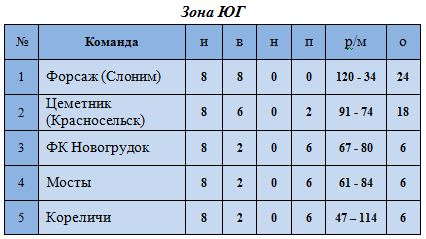 Зона ЮГ
№ Команда и в н п р/м о
1 Форсаж (Слоним) 8 8 0 0 120 - 34 24
2 Цеметник (Красносельск) 8 6 0 2 91 - 74 18
3 ФК Новогрудок 8 2 0 6 67 - 80 6
4 Мосты 8 2 0 6 61 - 84 6
5 Кореличи 8 2 0 6 47 – 114 6